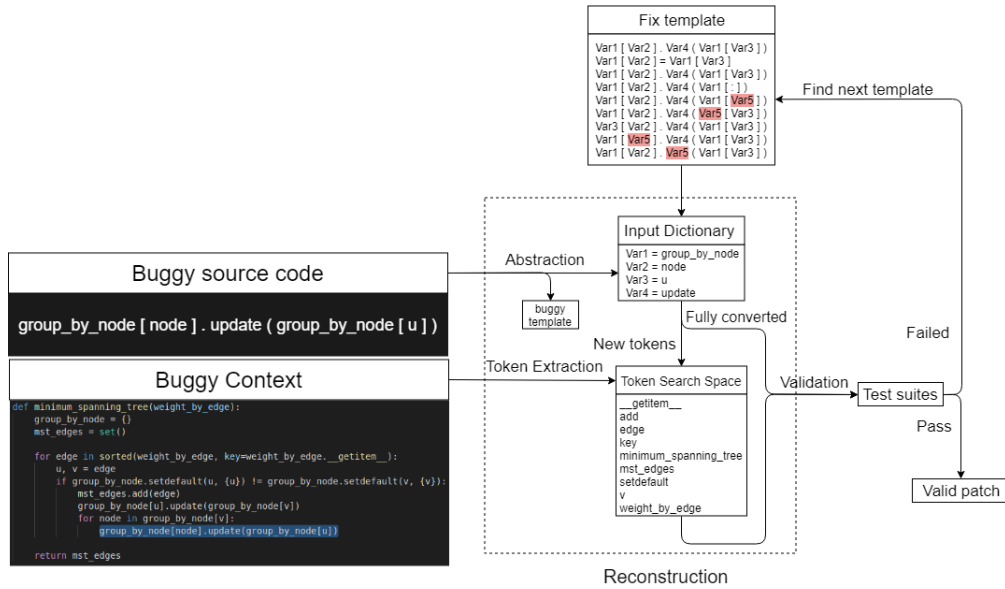 Fix template
Var1 [ Var2 ] . Var4 ( Var1 [ Var3 ] )
Var1 [ Var2 ] = Var1 [ Var3 ]
Var1 [ Var2 ] . Var4 ( Var1 [ Var3 ] )
Var1 [ Var2 ] . Var4 ( Var1 [ : ] )
Var1 [ Var2 ] . Var4 ( Var1 [ Var5 ] )
Var1 [ Var2 ] . Var4 ( Var5 [ Var3 ] )
Var3 [ Var2 ] . Var4 ( Var1 [ Var3 ] )
Var1 [ Var5 ] . Var4 ( Var1 [ Var3 ] )
Var1 [ Var2 ] . Var5 ( Var1 [ Var3 ] )
Find next template
Input Dictionary
Var1 = group_by_node
Var2 = node
Var3 = u
Var4 = update
Buggy source code
group_by_node [ node ] . update ( group_by_node [ u ] )
Abstraction
buggy
template
Fully converted
New tokens
Failed
Buggy Context
def minimum_spanning_tree(weight_by_edge):
group_by_node = {}
mst_edges = set()
for edge in sorted(weight_by_edge, key=weight_by_edge.__getitem__):
u, v = edge
if group_by_node.setdefault(u, {u}) != group_by_node.setdefault(v, {v}):
mst_edges.add(edge)
group_by_node[u].update(group_by_node[v])
for node in group_by_node[v]:
group_by_node[node].update(group_by_node[u])
return mst_edges
Token Extraction
Token Search Space
__getitem__
add
edge
key
minimum_spanning_tree
mst_edges
setdefault
v
weight_by_edge
Validation
Test suites
Pass
Valid patch
Reconstruction